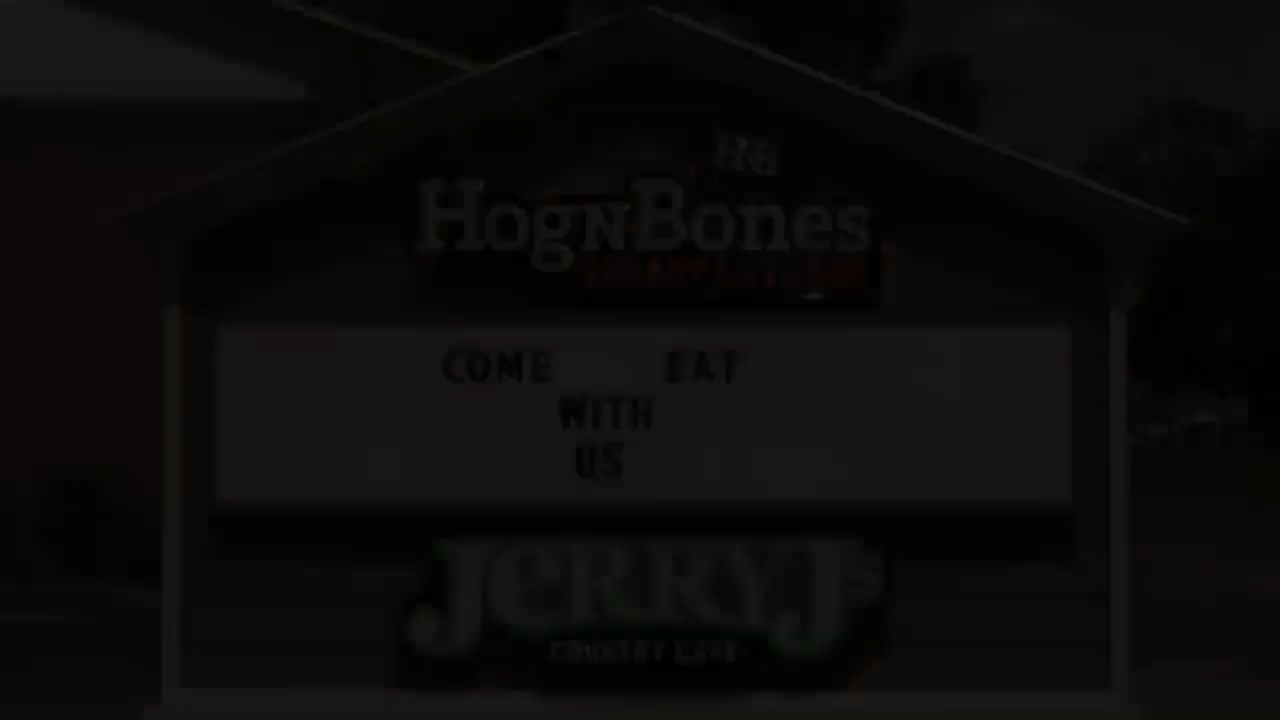 HogNBones
COME EAT
WITH
US
JeRRY J's
COUNTRY CAFE